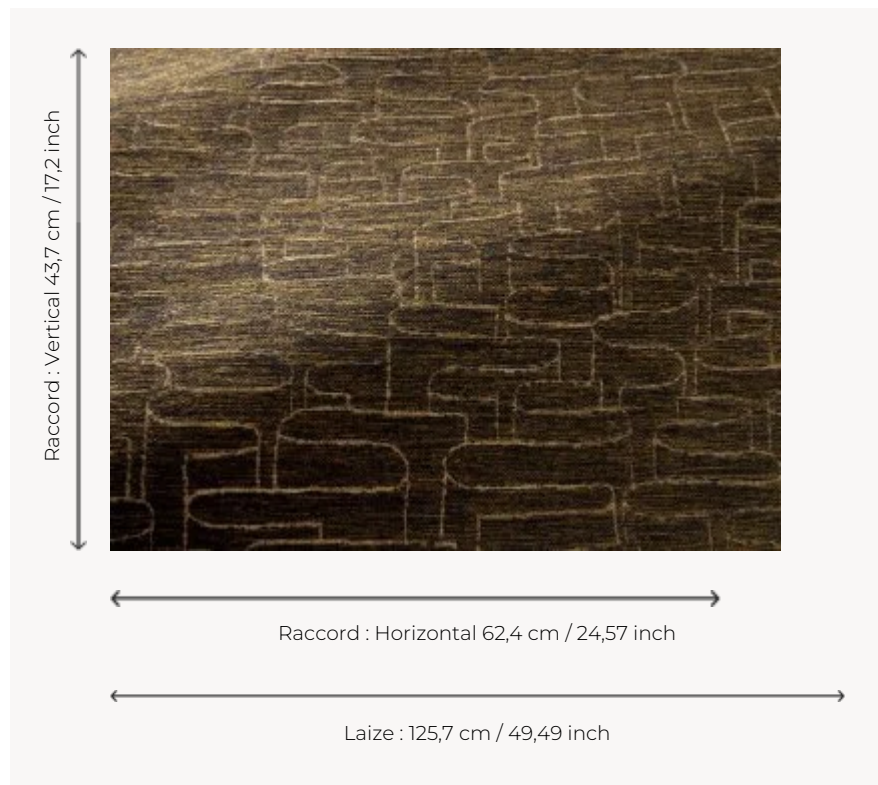 Raccord : Vertical 43,7 cm / 17,2 inch
Raccord : Horizontal 62,4 cm / 24,57 inch
Laize : 125,7 cm / 49,49 inch